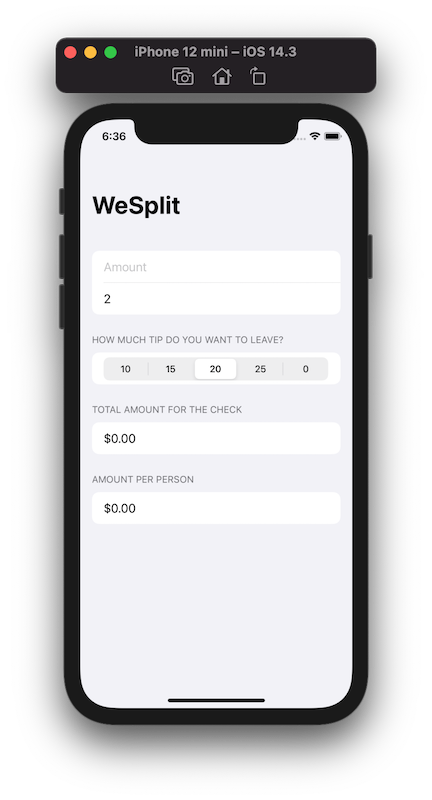 iPhone 12 mini – iOS 14.3
6:36
WeSplit
Amount
2
HOW MUCH TIP DO YOU WANT TO LEAVE?
10 15 20 25 0
TOTAL AMOUNT FOR THE CHECK
$0.00
AMOUNT PER PERSON
$0.00